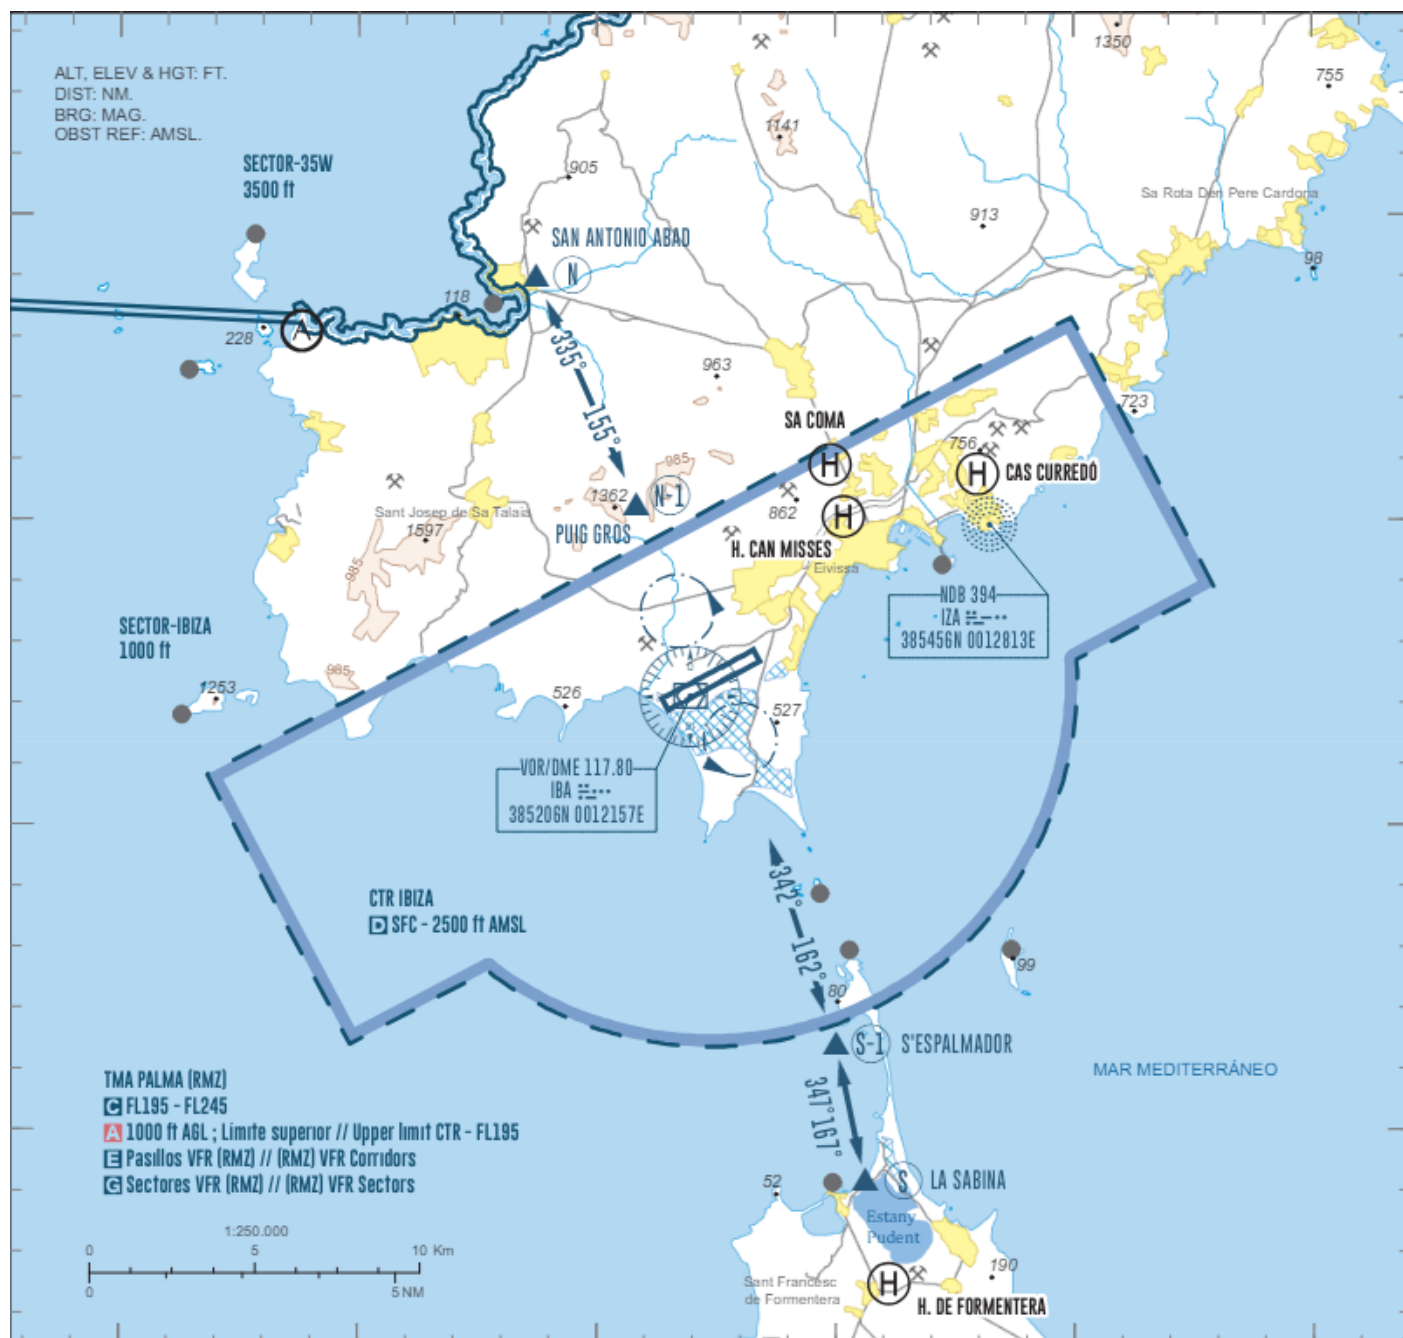 ALT, ELEV & HGT: FT.
DIST: NM.
BRG: MAG.
OBST REF: AMSL.
1350
755
1141
905
SECTOR-35W
3500 ft
Sa Rota Den Pere Cardona
913
SAN ANTONIO ABAD
N
98
118
228
A
335°
155°
963
723
SA COMA
H
756
H
CAS CURREDÓ
985
1362
N-1
862
H
Sant Josep de Sa Talaia
1597
PUIG GROS
H. CAN MISSES
Eivissa
985
NDB 394
IZA
385456N 0012813E
SECTOR-IBIZA
1000 ft
985
1253
526
527
VOR/DME 117.80
IBA
385206N 0012157E
342°
162°
CTR IBIZA
D SFC - 2500 ft AMSL
99
80
S-1 S'ESPALMADOR
MAR MEDITERRÁNEO
TMA PALMA (RMZ)
C FL195 - FL245
A 1000 ft AGL ; Límite superior // Upper limit CTR - FL195
E Pasillos VFR (RMZ) // (RMZ) VFR Corridors
G Sectores VFR (RMZ) // (RMZ) VFR Sectors
347°
167°
S LA SABINA
52
Estany
Pudent
1:250.000
0 5 10 Km
0 5 NM
190
Sant Francesc
de Formentera
H
H. DE FORMENTERA